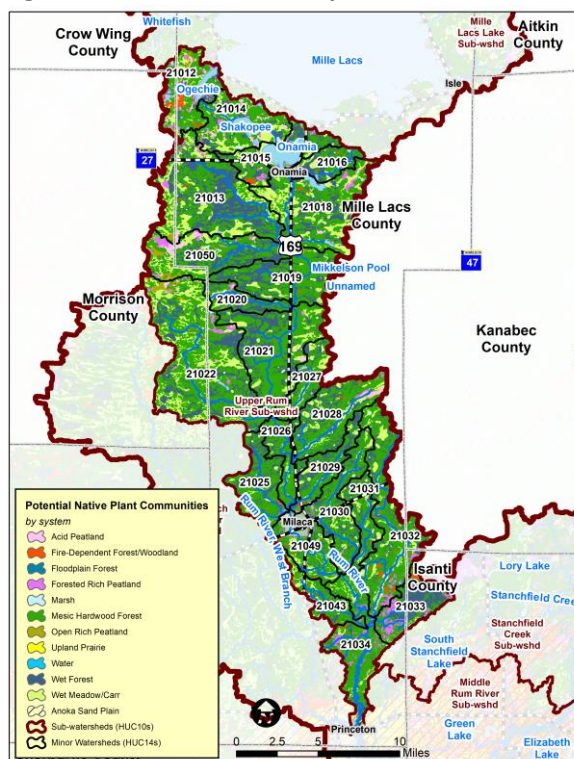 Whitefish
Crow Wing
County
Mille
Lacs Lake
Sub-wshd
Aitkin
County
Mille Lacs
Isle
21012
Ogechie
21014
Shakopee
Onamia
21015
21016
Onamia
27
21013
21018
Mille Lacs
County
169
21050
Mikkelson Pool
Unnamed
47
21019
21020
Morrison
County
Kanabec
County
21021
21022
21027
Upper Rum
River Sub-wshd
21028
21026
21029
21025
21031
21030
Milaca
Rum River, West Branch
21049
Rum River
21032
Isanti
County
Lory Lake
21043
21033
21034
Stanchfield Cree
Stanchfield
Creek
Sub-wshd
South
Stanchfield
Lake
Middle
Rum River
Sub-wshd
Green
Lake
Elizabeth
Lake
Princeton
Potential Native Plant Communities
by system
Acid Peatland
Fire-Dependent Forest/Woodland
Floodplain Forest
Forested Rich Peatland
Marsh
Mesic Hardwood Forest
Open Rich Peatland
Upland Prairie
Water
Wet Forest
Wet Meadow/Carr
Anoka Sand Plain
Sub-watersheds (HUC10s)
Minor Watersheds (HUC14s)
0 2.5 5 10
Miles